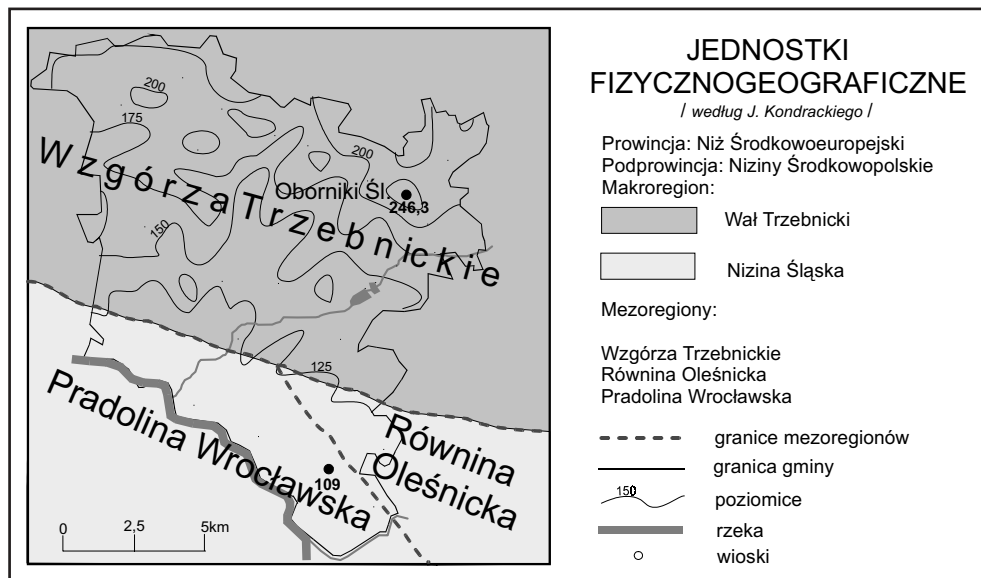 200
175
200
Wzgórza Trzebnickie
Oborniki Śl.
246,3
150
125
Pradolina Wrocławska
Równina
Oleśnicka
109
0 2,5 5km
JEDNOSTKI
FIZYCZNOGEOGRAFICZNE
/ według J. Kondrackiego /
Prowincja: Niż Środkowoeuropejski
Podprowincja: Niziny Środkowopolskie
Makroregion:
Wał Trzebnicki
Nizina Śląska
Mezoregiony:
Wzgórza Trzebnickie
Równina Oleśnicka
Pradolina Wrocławska
granice mezoregionów
granica gminy
150
poziomice
rzeka
wioski